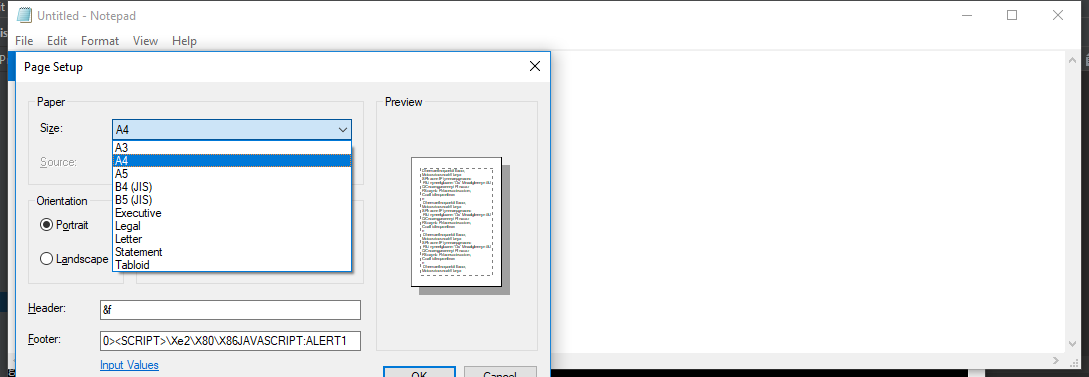 Untitled - Notepad
File Edit Format View Help
Page Setup
Paper
Size: A4
A3
A4
A5
B4 (JIS)
B5 (JIS)
Executive
Legal
Letter
Statement
Tabloid
Source:
Orientation
Portrait
Landscape
Preview
Header: &f
Footer: 0><SCRIPT>\Xe2\X80\X86JAVASCRIPT:ALERT1
Input Values
OK Cancel